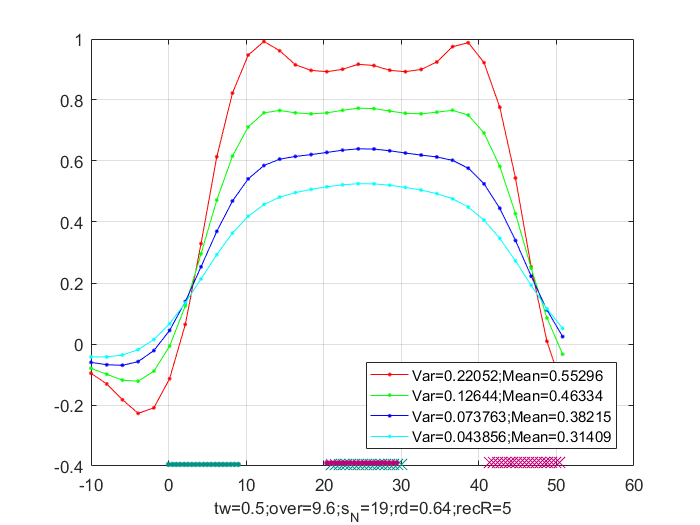 1
0.8
0.6
0.4
0.2
0
-0.2
-0.4
-10 0 10 20 30 40 50 60
Var=0.22052;Mean=0.55296
Var=0.12644;Mean=0.46334
Var=0.073763;Mean=0.38215
Var=0.043856;Mean=0.31409
tw=0.5;over=9.6;s_N=19;rd=0.64;recR=5